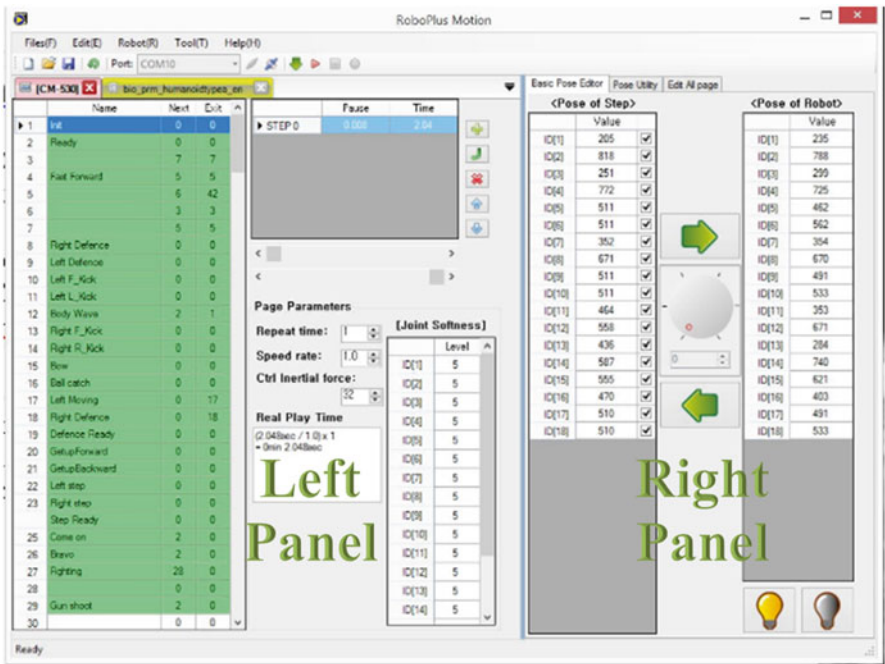 RoboPlus Motion
Files(F) Edit(E) Robot(R) Tool(T) Help(H)
Port: COM10
[CM-530] bio_prm_humanoidtypea_en
Name Next Exit
1 Init 0 0
2 Ready 0 0
3 7 7
4 Fast Forward 5 5
5 6 42
6 3 3
7 5 5
8 Right Defence 0 0
9 Left Defence 0 0
10 Left F_Kick 0 0
11 Left L_Kick 0 0
12 Body Wave 2 1
13 Right F_Kick 0 0
14 Right R_Kick 0 0
15 Bow 0 0
16 Ball catch 0 0
17 Left Moving 0 17
18 Right Defence 0 18
19 Defence Ready 0 0
20 GetupForward 0 0
21 GetupBackward 0 0
22 Left step 0 0
23 Right step 0 0
Step Ready 0 0
25 Come on 2 0
26 Bravo 2 0
27 Fighting 28 0
28 0 0
29 Gun shoot 2 0
30 0 0
Pause Time
STEP 0 0.008 2.04
Page Parameters
Repeat time: 1
Speed rate: 1.0
Ctrl Inertial force:
32
Real Play Time
(2.048sec / 1.0) x 1
= 0min 2.048sec
[Joint Softness]
Level
ID[1] 5
ID[2] 5
ID[3] 5
ID[4] 5
ID[5] 5
ID[6] 5
ID[7] 5
ID[8] 5
ID[9] 5
ID[10] 5
ID[11] 5
ID[12] 5
ID[13] 5
ID[14] 5
Left
Panel
Basic Pose Editor Pose Utility Edit All page
<Pose of Step>
Value
ID[1] 205
ID[2] 818
ID[3] 251
ID[4] 772
ID[5] 511
ID[6] 511
ID[7] 352
ID[8] 671
ID[9] 511
ID[10] 511
ID[11] 464
ID[12] 558
ID[13] 436
ID[14] 587
ID[15] 555
ID[16] 470
ID[17] 510
ID[18] 510
0
<Pose of Robot>
Value
ID[1] 235
ID[2] 788
ID[3] 299
ID[4] 725
ID[5] 462
ID[6] 562
ID[7] 354
ID[8] 670
ID[9] 491
ID[10] 533
ID[11] 353
ID[12] 671
ID[13] 284
ID[14] 740
ID[15] 621
ID[16] 403
ID[17] 491
ID[18] 533
Right
Panel
Ready